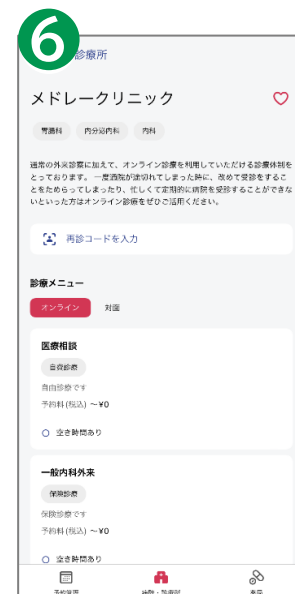 6
診療所
メドレークリニック
胃腸科 内分泌内科 内科
通常の外来診察に加えて、オンライン診療を利用していただける診療体制を
とっております。一度通院が途切れてしまった時に、改めて受診をするこ
とをためらってしまったり、忙しくて定期的に病院を受診することができな
いといった方はオンライン診療をぜひご活用ください。
再診コードを入力
診療メニュー
オンライン 対面
医療相談
自費診療
自由診療です
予約料(税込) 〜¥0
空き時間あり
一般内科外来
保険診療
保険診療です
予約料(税込) 〜¥0
空き時間あり